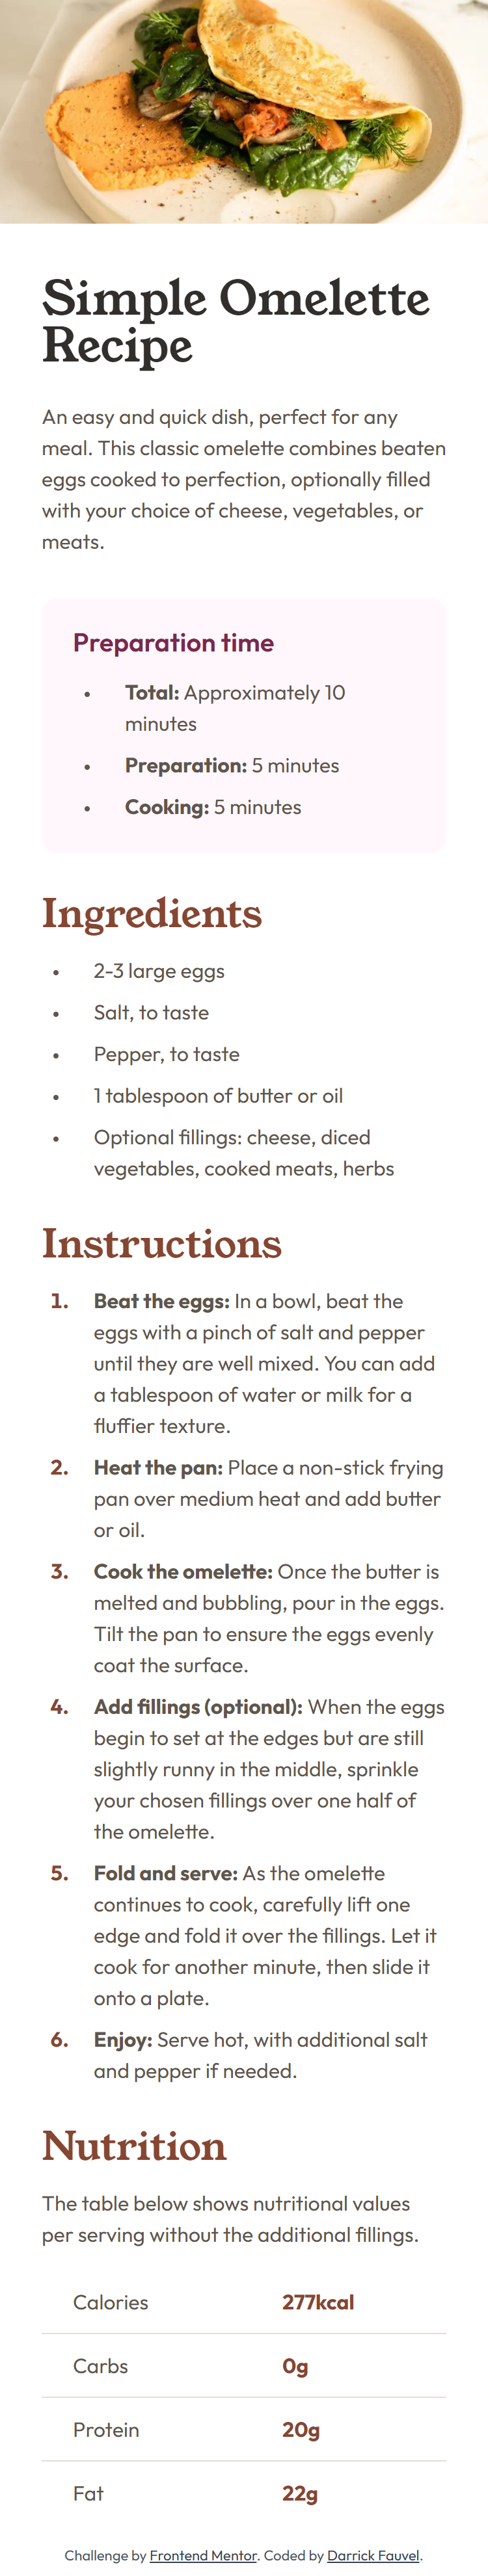 Simple Omelette
Recipe
An easy and quick dish, perfect for any
meal. This classic omelette combines beaten
eggs cooked to perfection, optionally filled
with your choice of cheese, vegetables, or
meats.
Preparation time
• Total: Approximately 10
minutes
• Preparation: 5 minutes
• Cooking: 5 minutes
Ingredients
• 2-3 large eggs
• Salt, to taste
• Pepper, to taste
• 1 tablespoon of butter or oil
• Optional fillings: cheese, diced
vegetables, cooked meats, herbs
Instructions
1. Beat the eggs: In a bowl, beat the
eggs with a pinch of salt and pepper
until they are well mixed. You can add
a tablespoon of water or milk for a
fluffier texture.
2. Heat the pan: Place a non-stick frying
pan over medium heat and add butter
or oil.
3. Cook the omelette: Once the butter is
melted and bubbling, pour in the eggs.
Tilt the pan to ensure the eggs evenly
coat the surface.
4. Add fillings (optional): When the eggs
begin to set at the edges but are still
slightly runny in the middle, sprinkle
your chosen fillings over one half of
the omelette.
5. Fold and serve: As the omelette
continues to cook, carefully lift one
edge and fold it over the fillings. Let it
cook for another minute, then slide it
onto a plate.
6. Enjoy: Serve hot, with additional salt
and pepper if needed.
Nutrition
The table below shows nutritional values
per serving without the additional fillings.
Calories 277kcal
Carbs 0g
Protein 20g
Fat 22g
Challenge by Frontend Mentor. Coded by Darrick Fauvel.